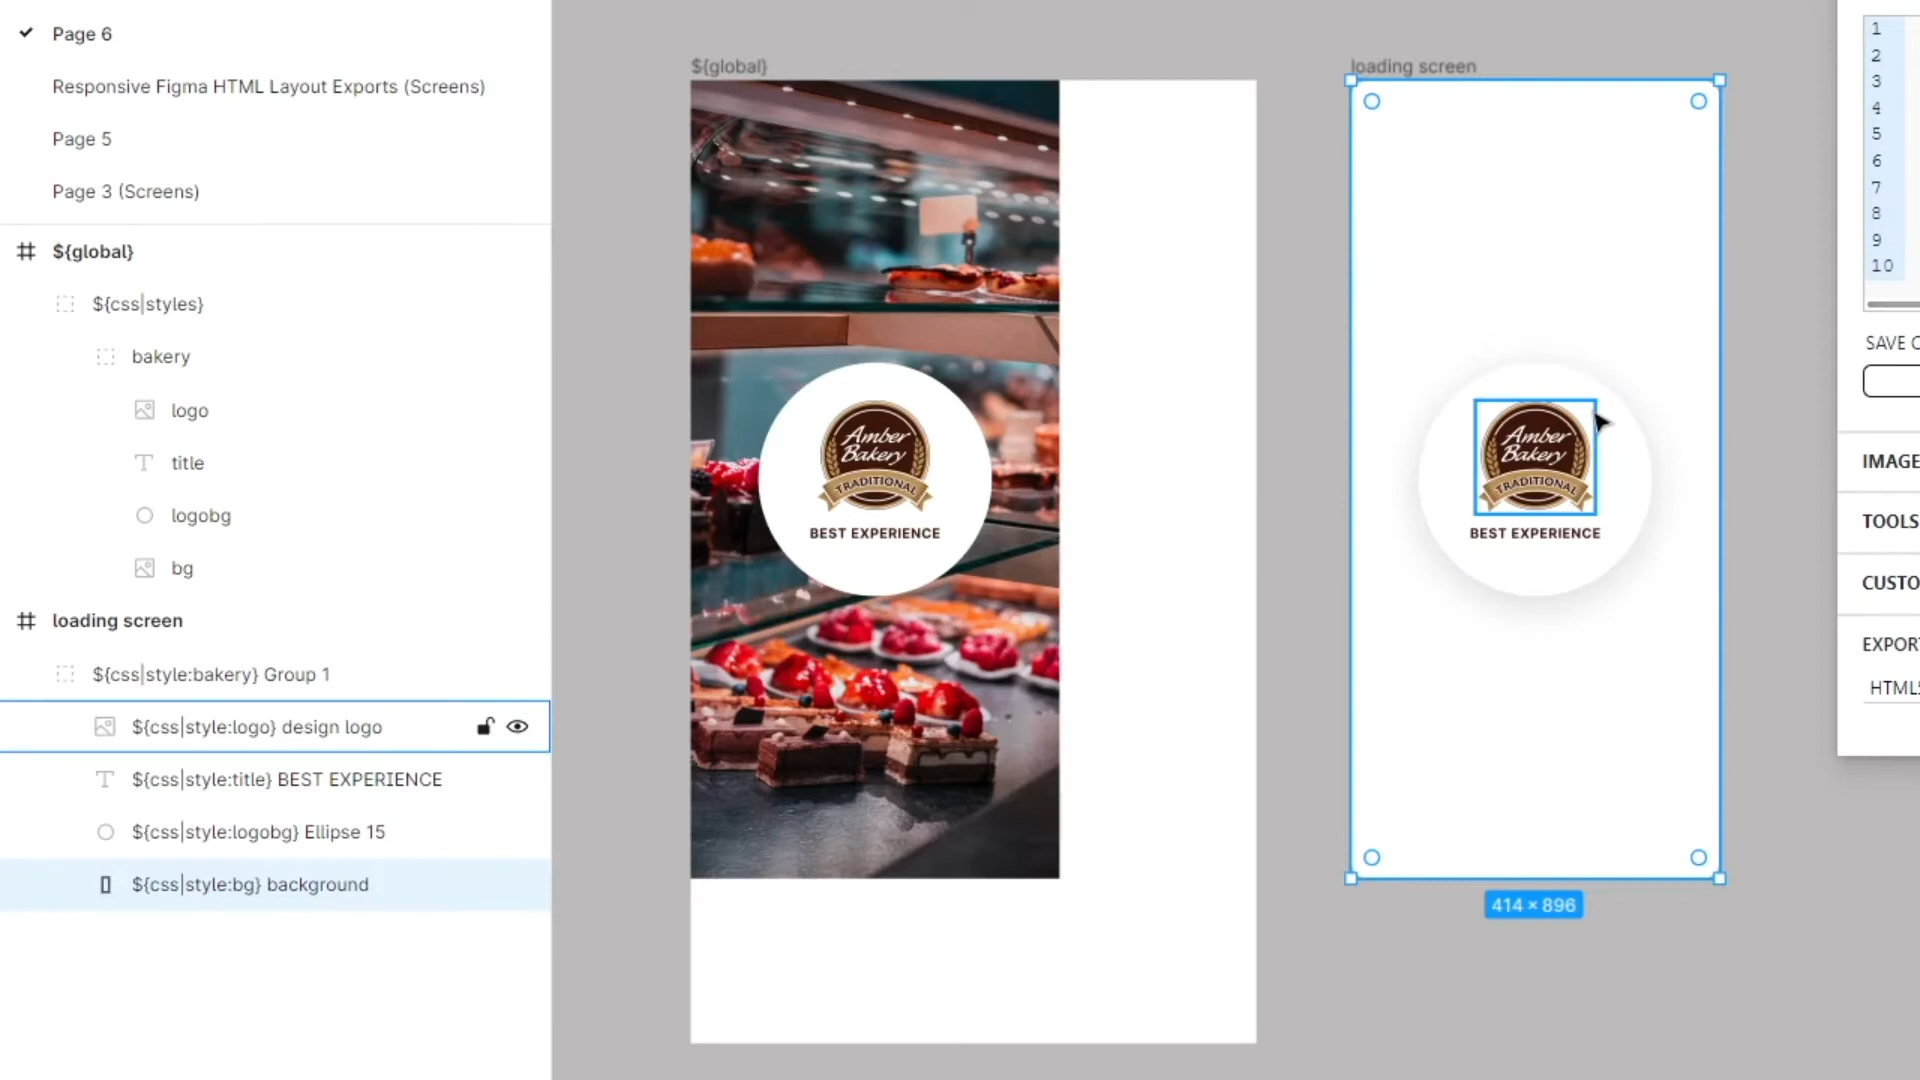 Page 6
Responsive Figma HTML Layout Exports (Screens)
Page 5
Page 3 (Screens)
${global}
${css|styles}
bakery
logo
title
logobg
bg
loading screen
${css|style:bakery} Group 1
${css|style:logo} design logo
${css|style:title} BEST EXPERIENCE
${css|style:logobg} Ellipse 15
${css|style:bg} background
${global}
Amber
Bakery
TRADITIONAL
BEST EXPERIENCE
loading screen
Amber
Bakery
TRADITIONAL
BEST EXPERIENCE
414 × 896
1
2
3
4
5
6
7
8
9
10
SAVE C
IMAGE
TOOLS
CUSTO
EXPOR
HTML5